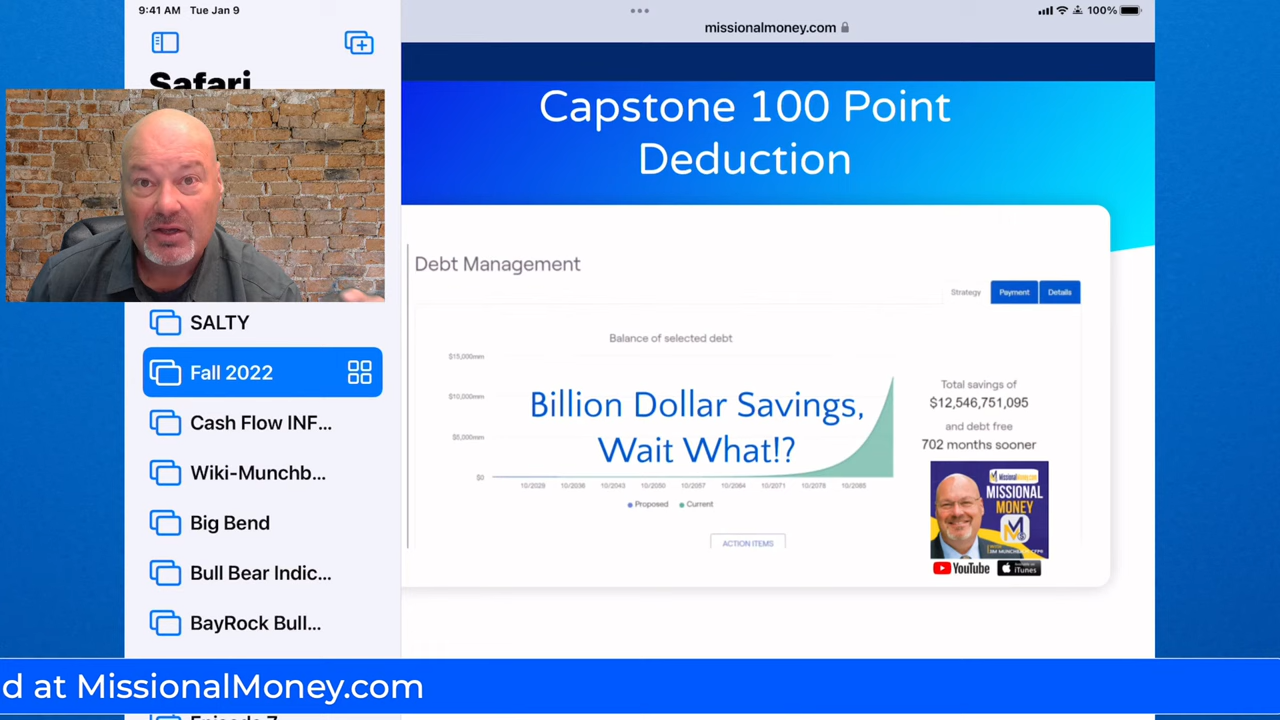 9:41 AM Tue Jan 9
100%
missionalmoney.com
Safari
SALTY
Fall 2022
Cash Flow INF...
Wiki-Munchb...
Big Bend
Bull Bear Indic...
BayRock Bull...
Episode 7
Capstone 100 Point
Deduction
Debt Management
Strategy
Payment
Details
Balance of selected debt
$15,000mm
$10,000mm
$5,000mm
$0
Billion Dollar Savings,
Wait What!?
10/2029 10/2036 10/2043 10/2050 10/2057 10/2064 10/2071 10/2078 10/2085
Proposed Current
ACTION ITEMS
Total savings of
$12,546,751,095
and debt free
702 months sooner
MissionalMoney.com
MISSIONAL
MONEY
YouTube
iTunes
d at MissionalMoney.com